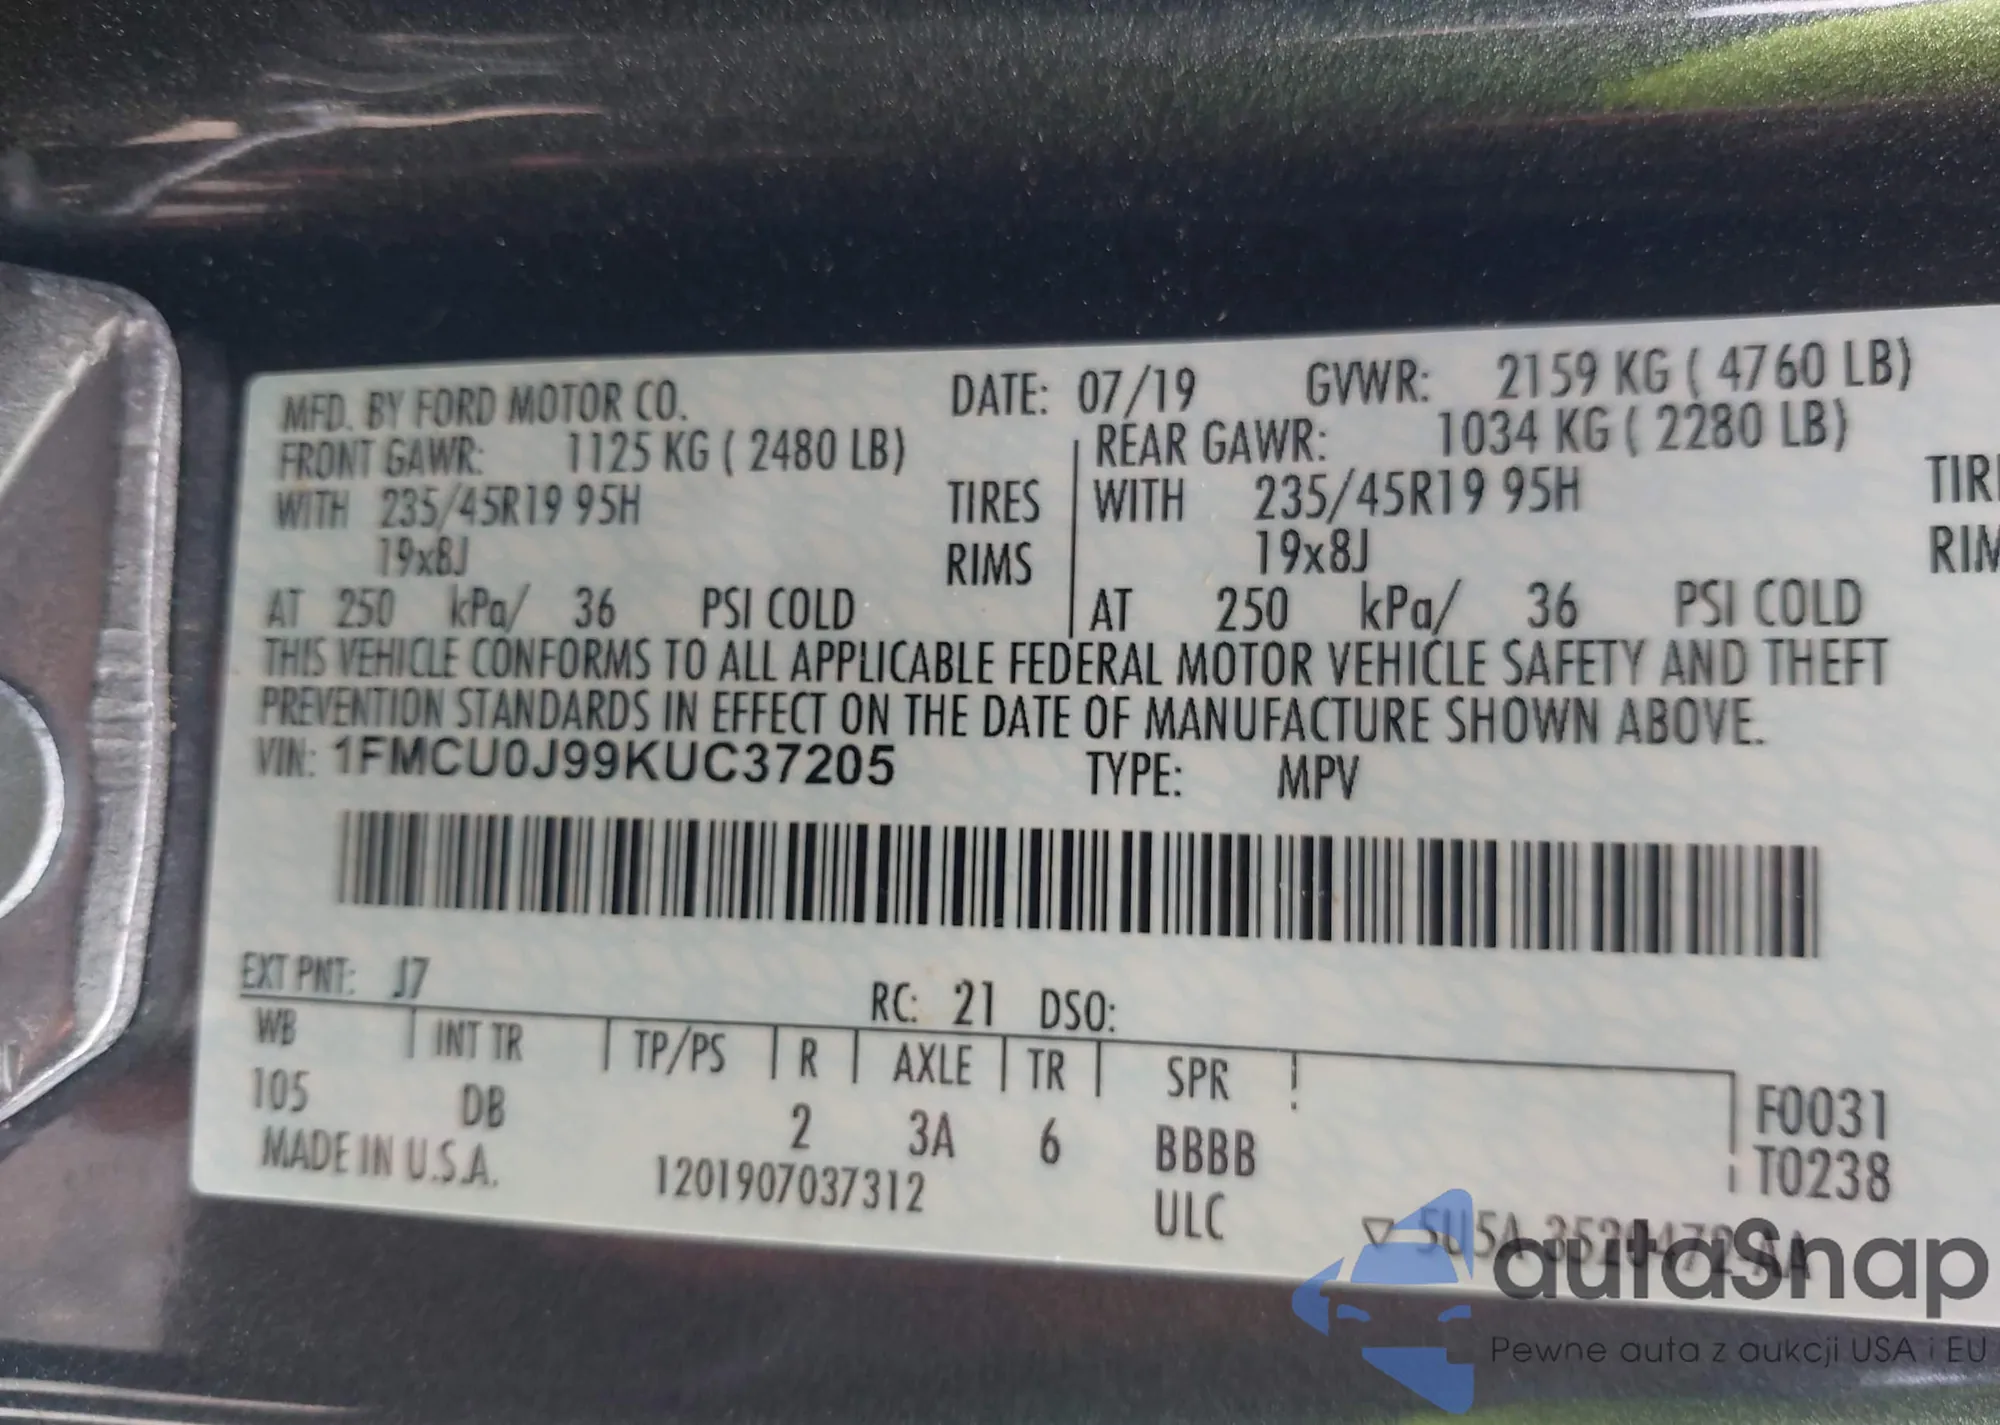 MFD. BY FORD MOTOR CO. DATE: 07/19 GVWR: 2159 KG ( 4760 LB)
FRONT GAWR: 1125 KG ( 2480 LB) REAR GAWR: 1034 KG ( 2280 LB)
WITH 235/45R19 95H TIRES WITH 235/45R19 95H TIRE
19x8J RIMS 19x8J RIM
AT 250 kPa/ 36 PSI COLD AT 250 kPa/ 36 PSI COLD
THIS VEHICLE CONFORMS TO ALL APPLICABLE FEDERAL MOTOR VEHICLE SAFETY AND THEFT
PREVENTION STANDARDS IN EFFECT ON THE DATE OF MANUFACTURE SHOWN ABOVE.
VIN: 1FMCU0J99KUC37205 TYPE: MPV
EXT PNT: J7 RC: 21 DSO:
WB INT TR TP/PS R AXLE TR SPR
105 DB 2 3A 6 BBBB F0031
MADE IN U.S.A. 1201907037312 ULC T0238
autaSnap
Pewne auta z aukcji USA i EU